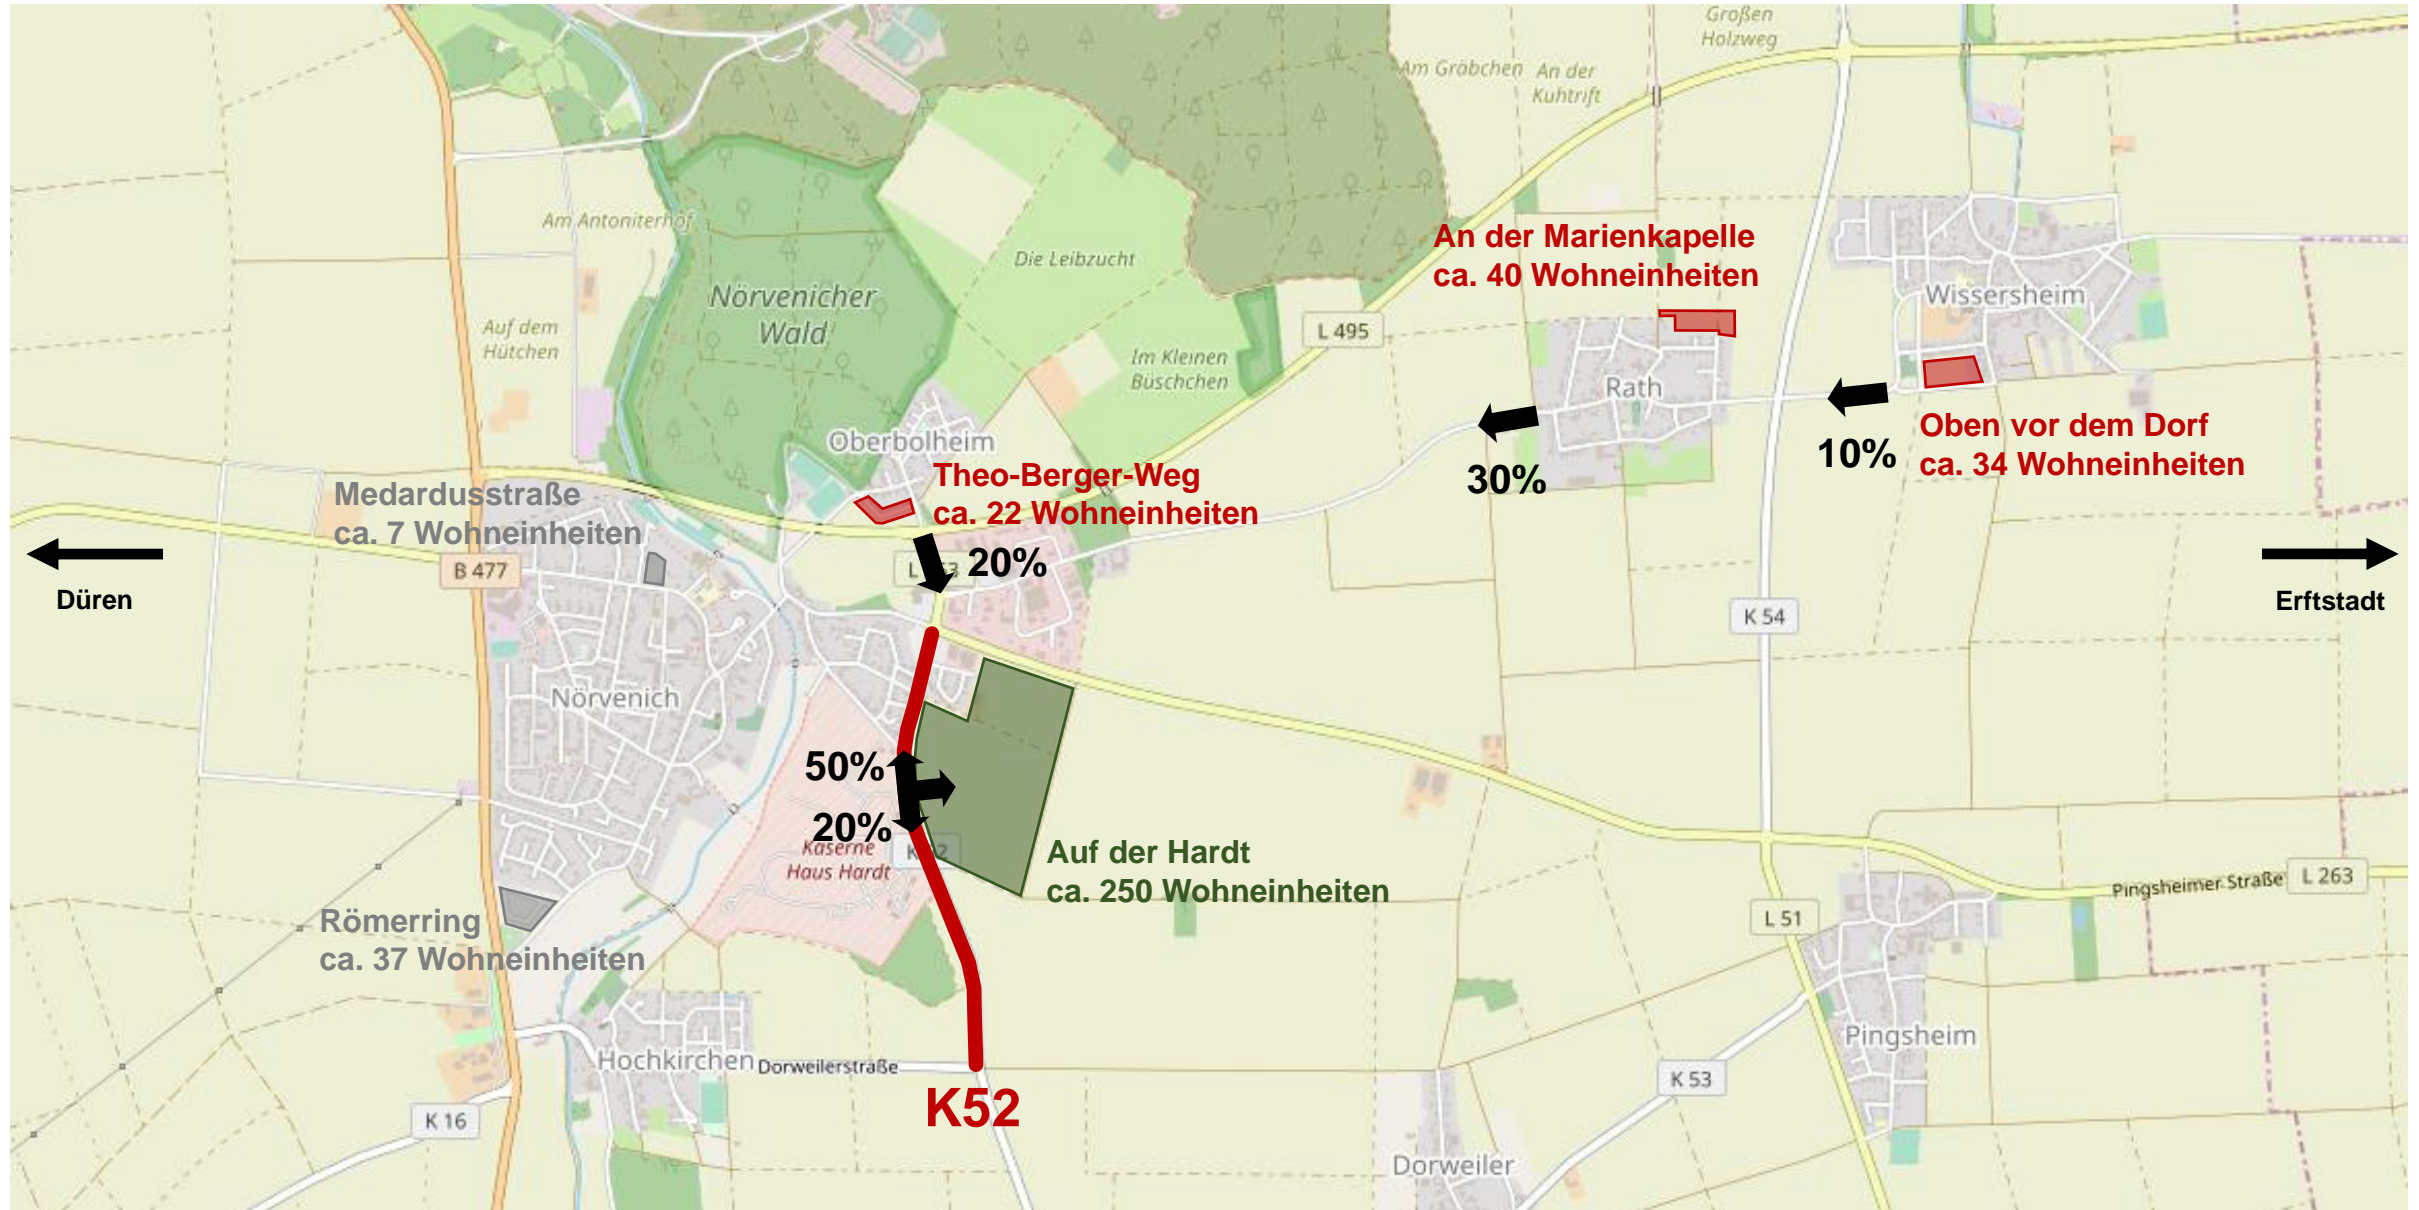 Großen
Holzweg
Am Gröbchen
An der
Kuhtrift
Am Antoniterhof
An der Marienkapelle
ca. 40 Wohneinheiten
Die Leibzucht
Nörvenicher
Wald
Wissersheim
Auf dem
Hütchen
L 495
Im Kleinen
Büschchen
Rath
Oberbolheim
Oben vor dem Dorf
ca. 34 Wohneinheiten
10%
30%
Theo-Berger-Weg
ca. 22 Wohneinheiten
Medardusstraße
ca. 7 Wohneinheiten
20%
B 477
Düren
Erftstadt
K 54
Nörvenich
50%
20%
Kaserne
Haus Hardt
Auf der Hardt
ca. 250 Wohneinheiten
Pingsheimer Straße
L 263
L 51
Römerring
ca. 37 Wohneinheiten
Pingsheim
Hochkirchen
Dorweilerstraße
K 53
K52
K 16
Dorweiler